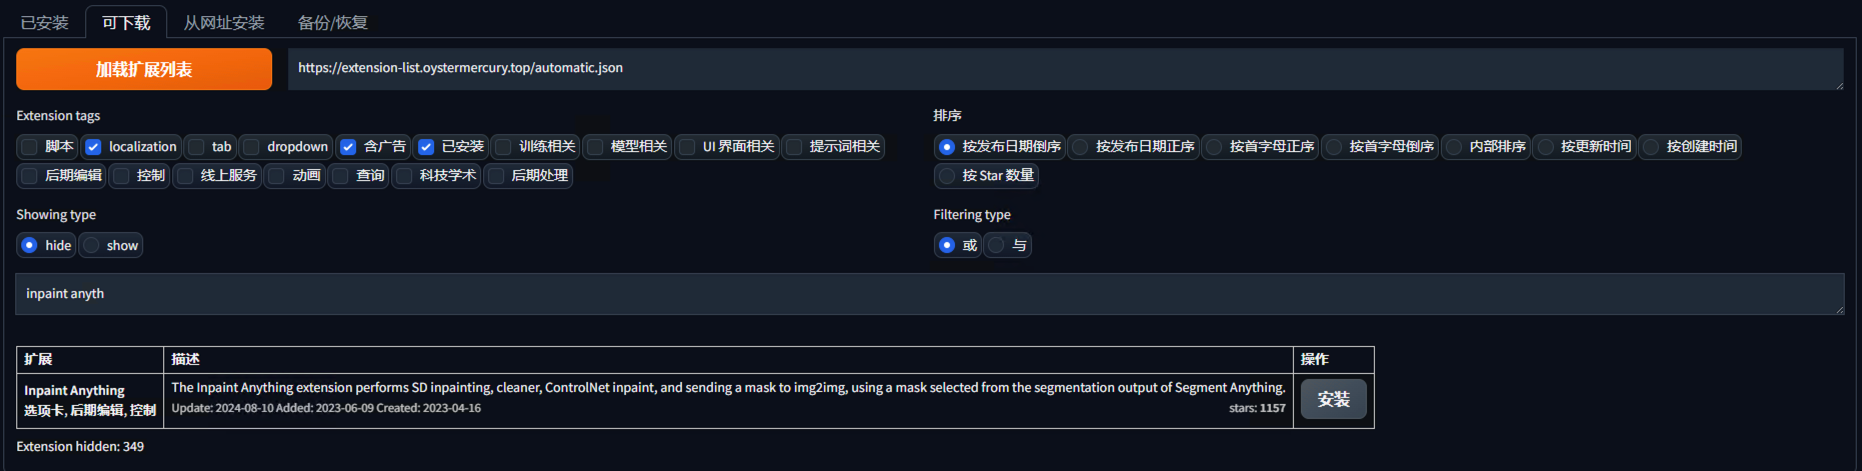 已安装 可下载 从网址安装 备份/恢复
加载扩展列表 https://extension-list.oystermercury.top/automatic.json
Extension tags
脚本 localization tab dropdown 含广告 已安装 训练相关 模型相关 UI 界面相关 提示词相关
后期编辑 控制 线上服务 动画 查询 科技学术 后期处理
排序
按发布日期倒序 按发布日期正序 按首字母正序 按首字母倒序 内部排序 按更新时间 按创建时间
按 Star 数量
Showing type
hide show
Filtering type
或 与
inpaint anyth
扩展 描述 操作
Inpaint Anything
选项卡, 后期编辑, 控制
The Inpaint Anything extension performs SD inpainting, cleaner, ControlNet inpaint, and sending a mask to img2img, using a mask selected from the segmentation output of Segment Anything.
Update: 2024-08-10 Added: 2023-06-09 Created: 2023-04-16 stars: 1157
安装
Extension hidden: 349